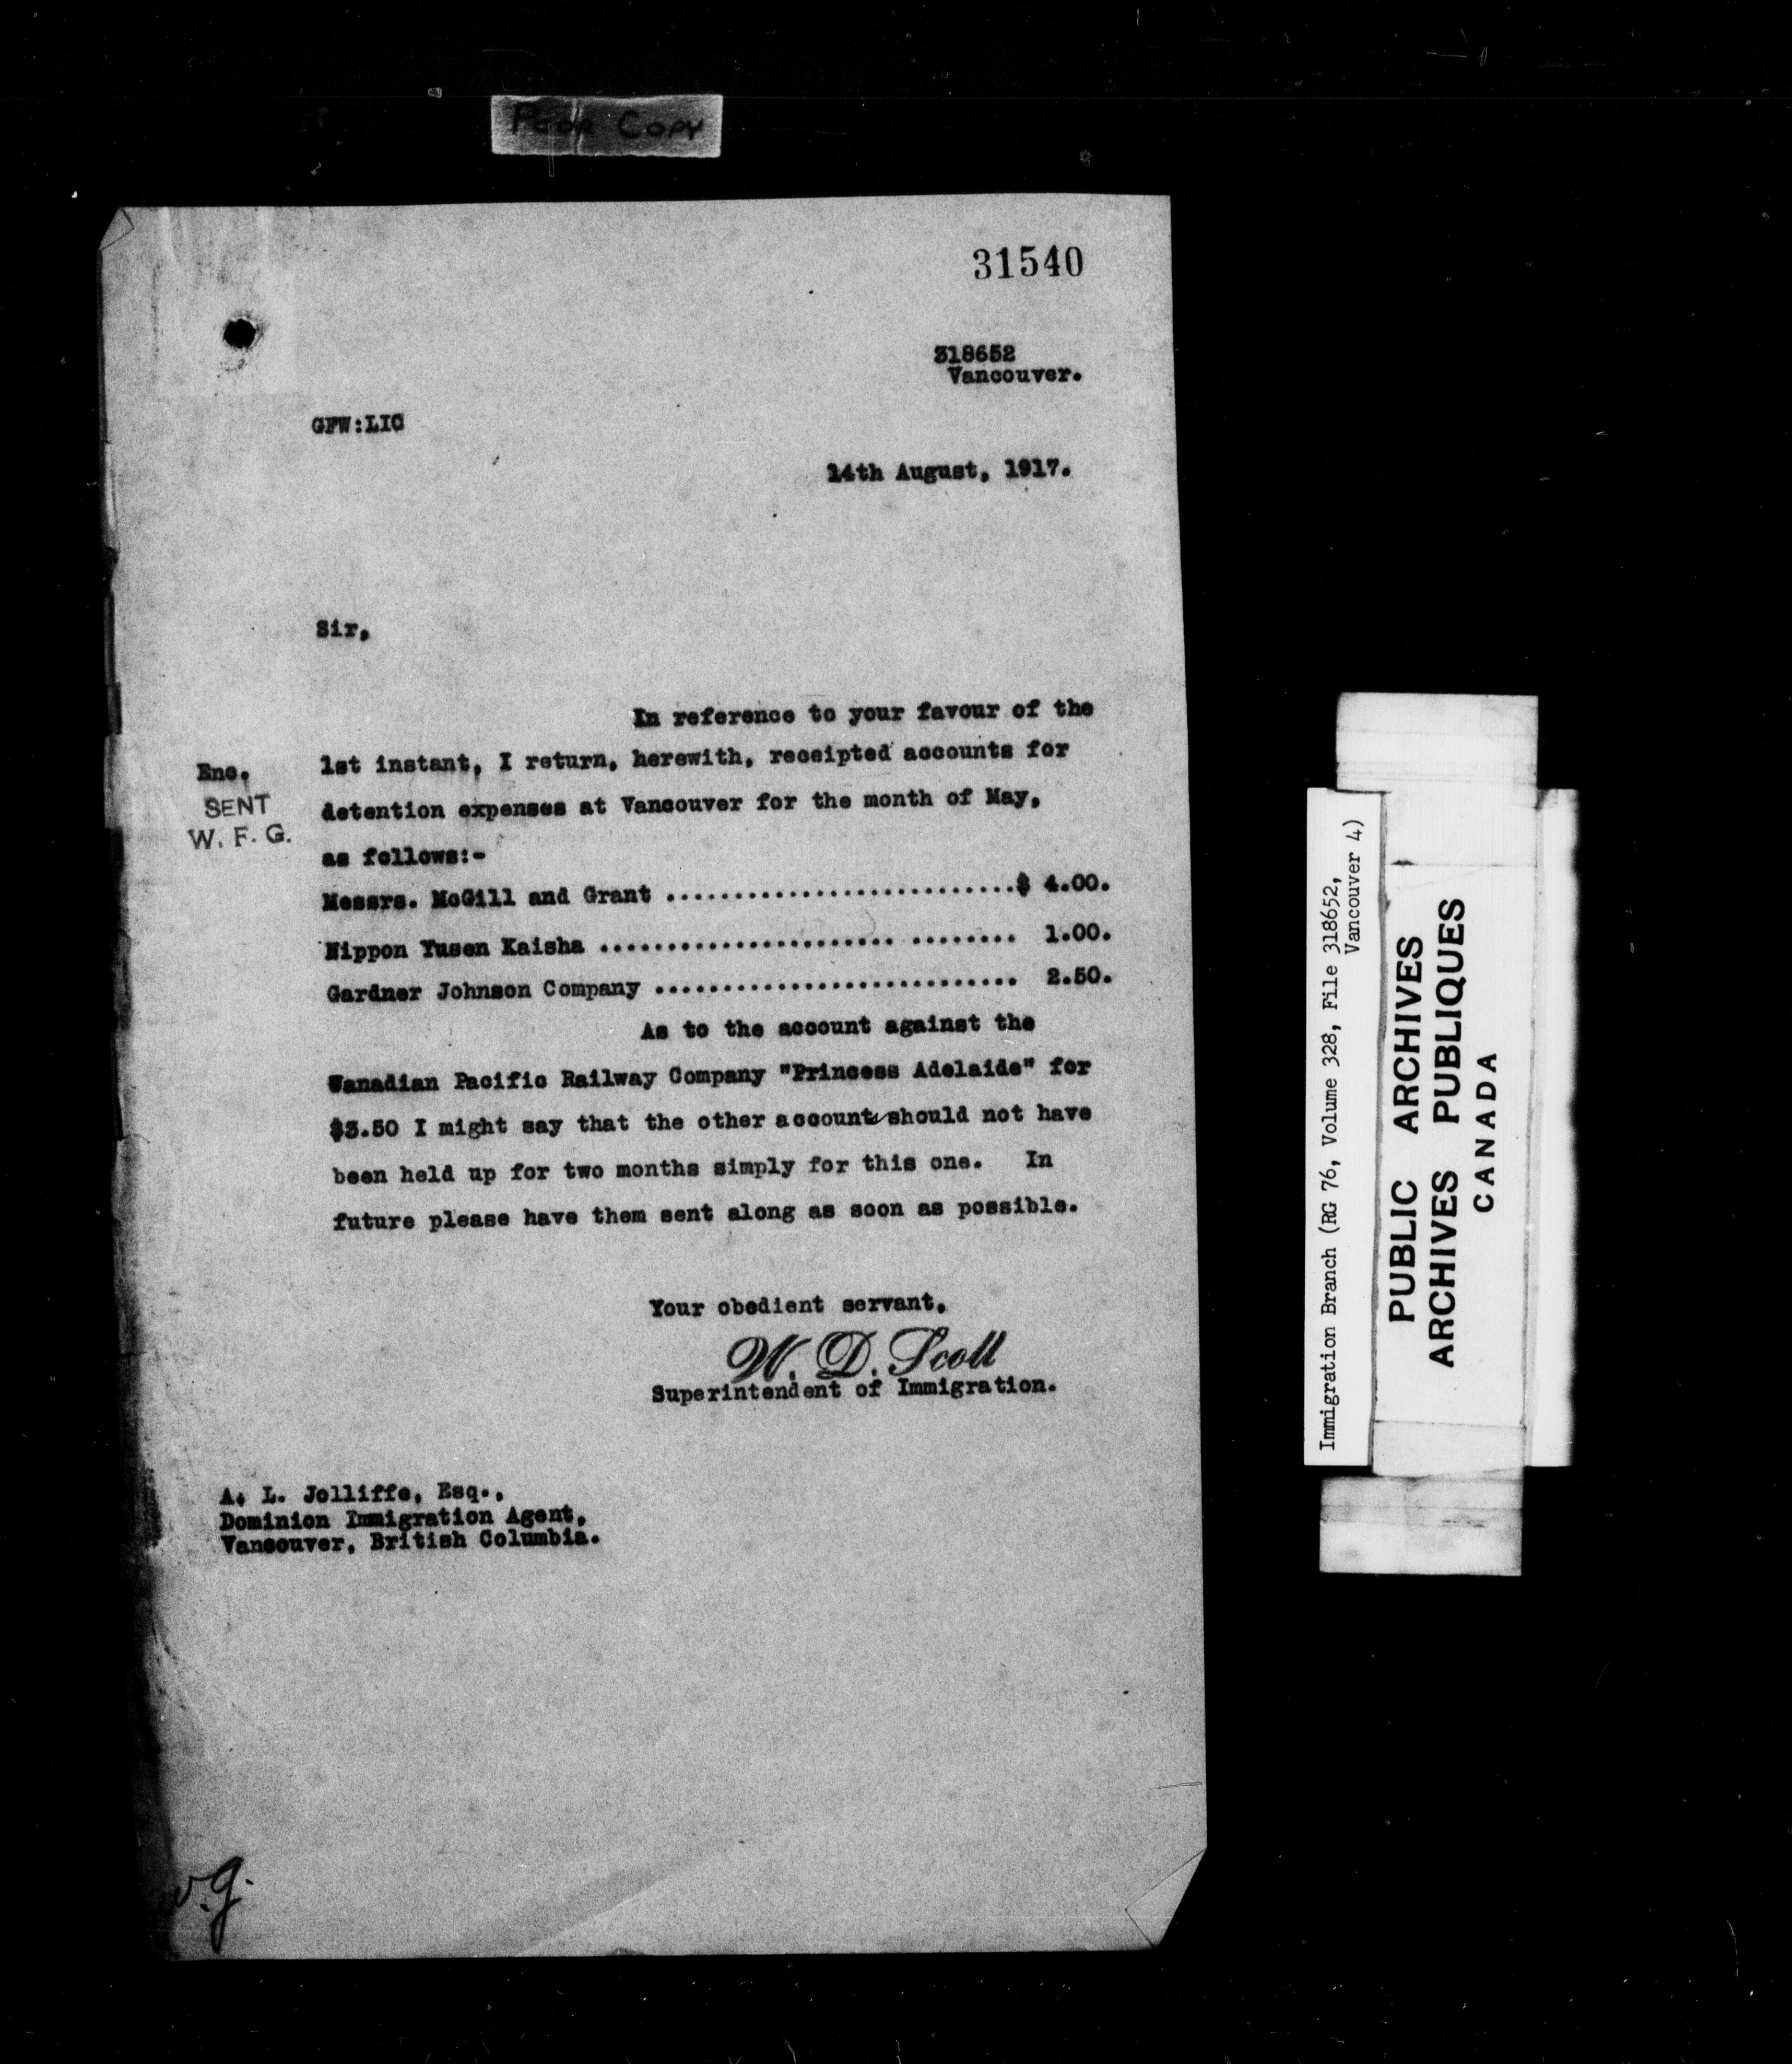 Poor Copy
31540
318652
Vancouver.
GFW:LIC
14th August, 1917.
Sir,
In reference to your favour of the
1st instant, I return, herewith, receipted accounts for
Enc.
SENT
W. F. G.
detention expenses at Vancouver for the month of May,
as follows:-
Messrs. McGill and Grant ..........................$ 4.00.
Nippon Yusen Kaisha ...................... ........ 1.00.
Gardner Johnson Company ........................... 2.50.
As to the account against the
Canadian Pacific Railway Company "Princess Adelaide" for
$3.50 I might say that the other accounts should not have
been held up for two months simply for this one. In
future please have them sent along as soon as possible.
Your obedient servant,
W. D. Scott
Superintendent of Immigration.
A. L. Jolliffe, Esq.,
Dominion Immigration Agent,
Vancouver, British Columbia.
w.g.
Immigration Branch (RG 76, Volume 328, File 318652,
Vancouver 4)
PUBLIC ARCHIVES
ARCHIVES PUBLIQUES
CANADA